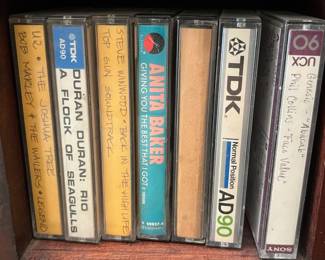 U2 • THE JOSHUA TREE
BOB MARLEY & THE WAILERS • LEGEND
TDK
AD90
DURAN DURAN: RIO
A FLOCK OF SEAGULLS
STEVE WINWOOD • BACK IN THE HIGH LIFE
TOP GUN SOUNDTRACK
ANITA BAKER
GIVING YOU THE BEST THAT I GOT
TDK
Normal Position
AD90
90
UCX
Genesis - "Abacab"
Phil Collins - "Face Value"
SONY